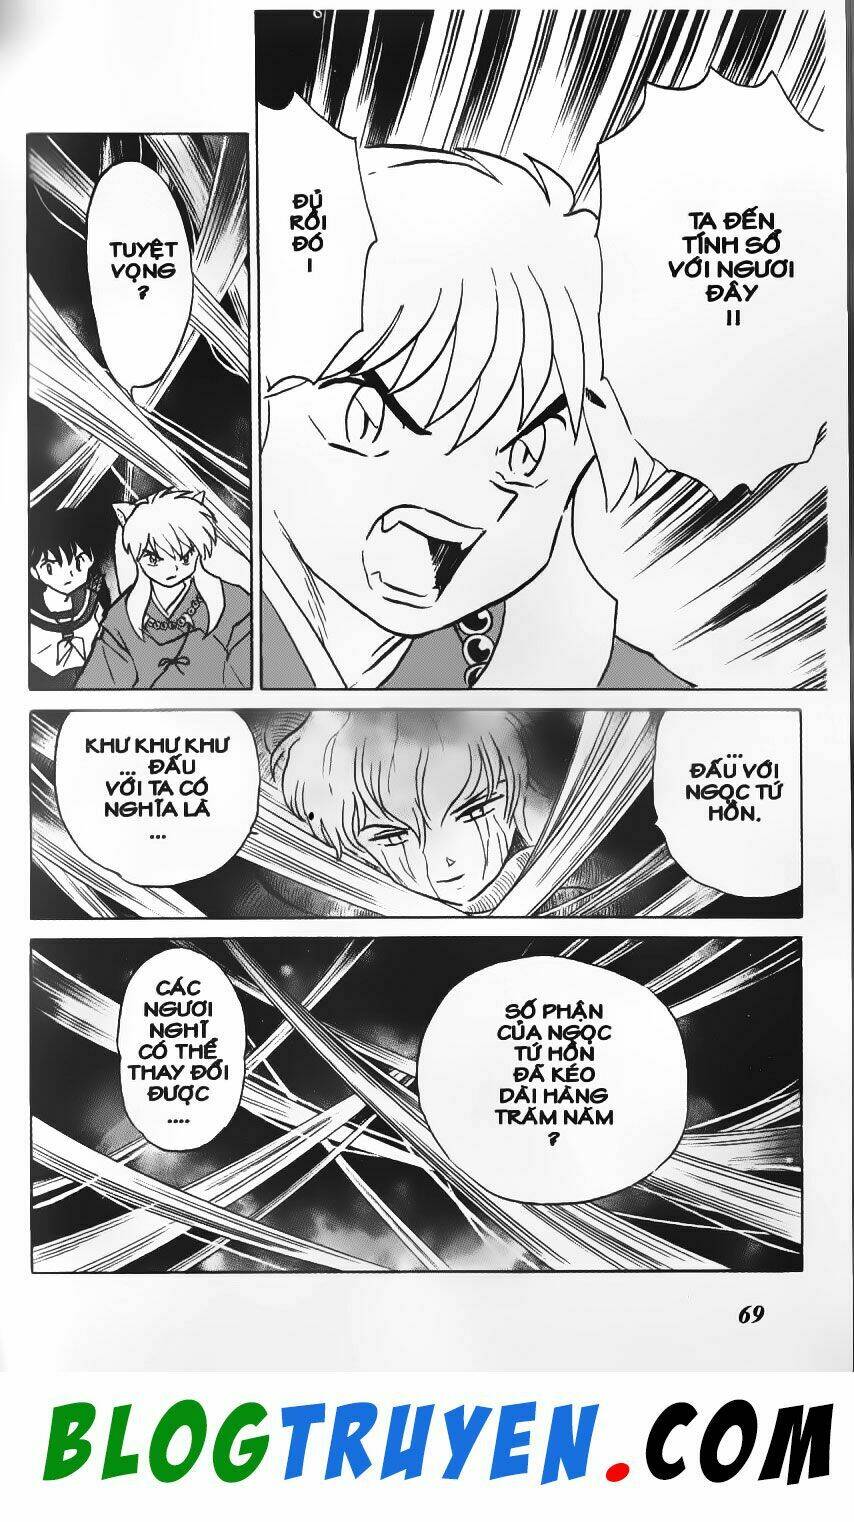 TUYỆT
VỌNG
?
ĐỦ
RỒI
ĐÓ
!
TA ĐẾN
TÍNH SỔ
VỚI NGƯƠI
ĐÂY
!!
KHƯ KHƯ KHƯ
... ĐẤU
VỚI TA CÓ
NGHĨA LÀ
...
...
ĐẤU VỚI
NGỌC TỨ
HỒN.
CÁC
NGƯƠI
NGHĨ
CÓ THỂ
THAY ĐỔI
ĐƯỢC
....
SỐ PHẬN
CỦA NGỌC
TỨ HỒN
ĐÃ KÉO
DÀI HÀNG
TRĂM NĂM
?
69
BLOGTRUYEN.COM